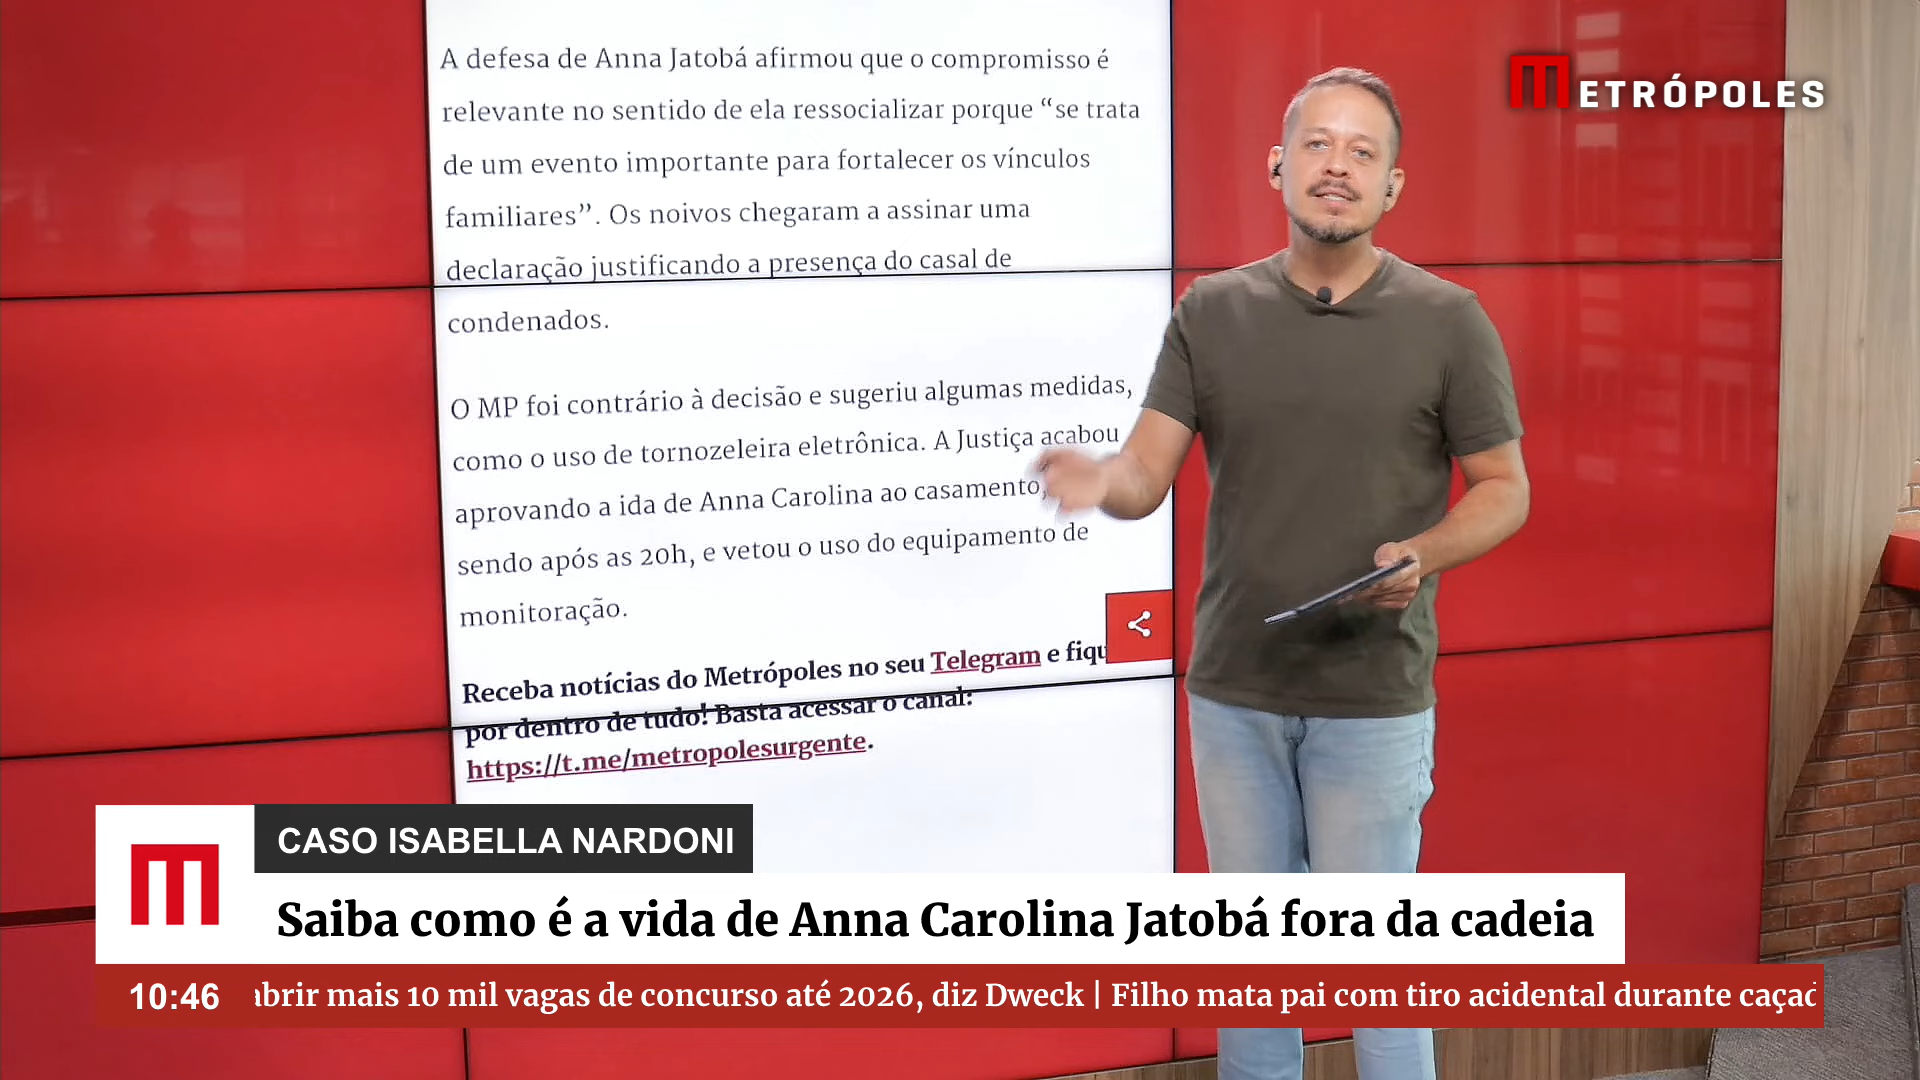 A defesa de Anna Jatobá afirmou que o compromisso é
relevante no sentido de ela ressocializar porque “se trata
de um evento importante para fortalecer os vínculos
familiares”. Os noivos chegaram a assinar uma
declaração justificando a presença do casal de
condenados.
O MP foi contrário à decisão e sugeriu algumas medidas,
como o uso de tornozeleira eletrônica. A Justiça acabou
aprovando a ida de Anna Carolina ao casamento,
sendo após as 20h, e vetou o uso do equipamento de
monitoração.
Receba notícias do Metrópoles no seu Telegram e fiqu
por dentro de tudo! Basta acessar o canal:
https://t.me/metropolesurgente.
METRÓPOLES
M
CASO ISABELLA NARDONI
Saiba como é a vida de Anna Carolina Jatobá fora da cadeia
10:46
abrir mais 10 mil vagas de concurso até 2026, diz Dweck | Filho mata pai com tiro acidental durante caçad